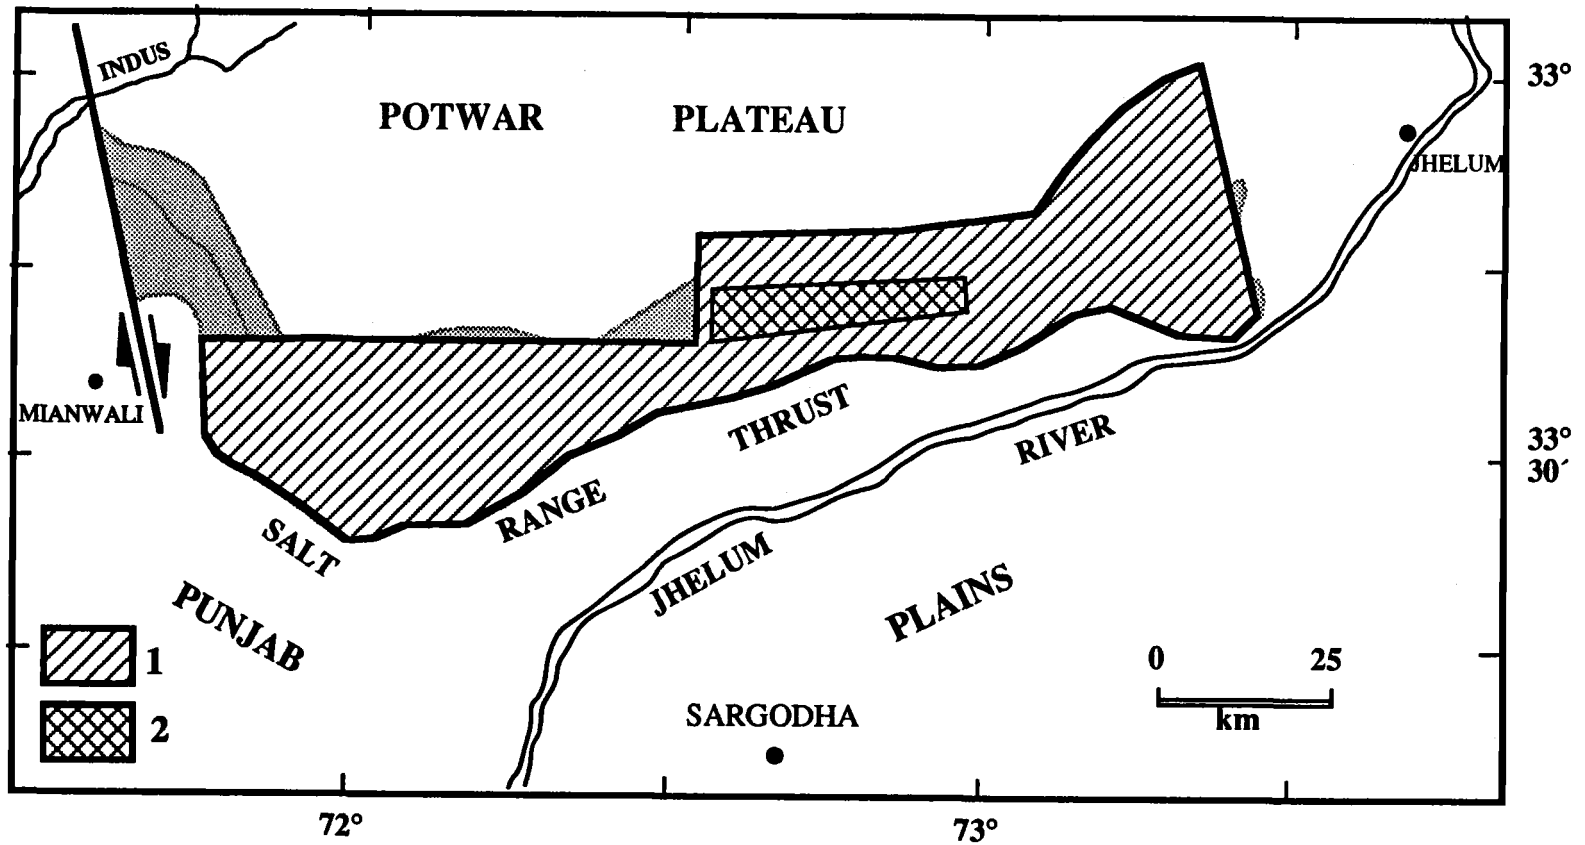 INDUS
POTWAR PLATEAU
33°
JHELUM
MIANWALI
THRUST
RIVER
33°
30´
RANGE
SALT
JHELUM
PUNJAB
PLAINS
1
2
0 25
km
SARGODHA
72° 73°